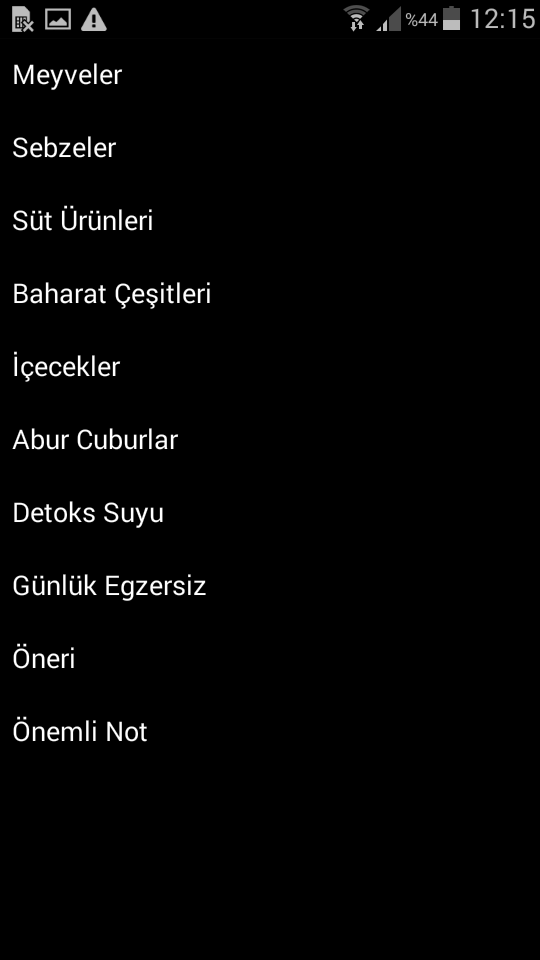 %44 12:15
Meyveler
Sebzeler
Süt Ürünleri
Baharat Çeşitleri
İçecekler
Abur Cuburlar
Detoks Suyu
Günlük Egzersiz
Öneri
Önemli Not